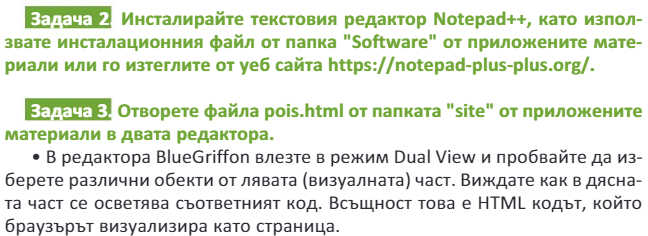 Задача 2. Инсталирайте текстовия редактор Notepad++, като изпол-
звате инсталационния файл от папка "Software" от приложените мате-
риали или го изтеглите от уеб сайта https://notepad-plus-plus.org/.
Задача 3. Отворете файла pois.html от папката "site" от приложените
материали в двата редактора.
• В редактора BlueGriffon влезте в режим Dual View и пробвайте да из-
берете различни обекти от лявата (визуалната) част. Виждате как в дясна-
та част се осветява съответният код. Всъщност това е HTML кодът, който
браузърът визуализира като страница.